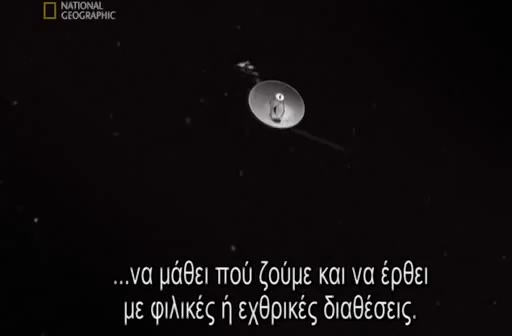 NATIONAL
GEOGRAPHIC
...να μάθει πού ζούμε και να έρθει
με φιλικές ή εχθρικές διαθέσεις.